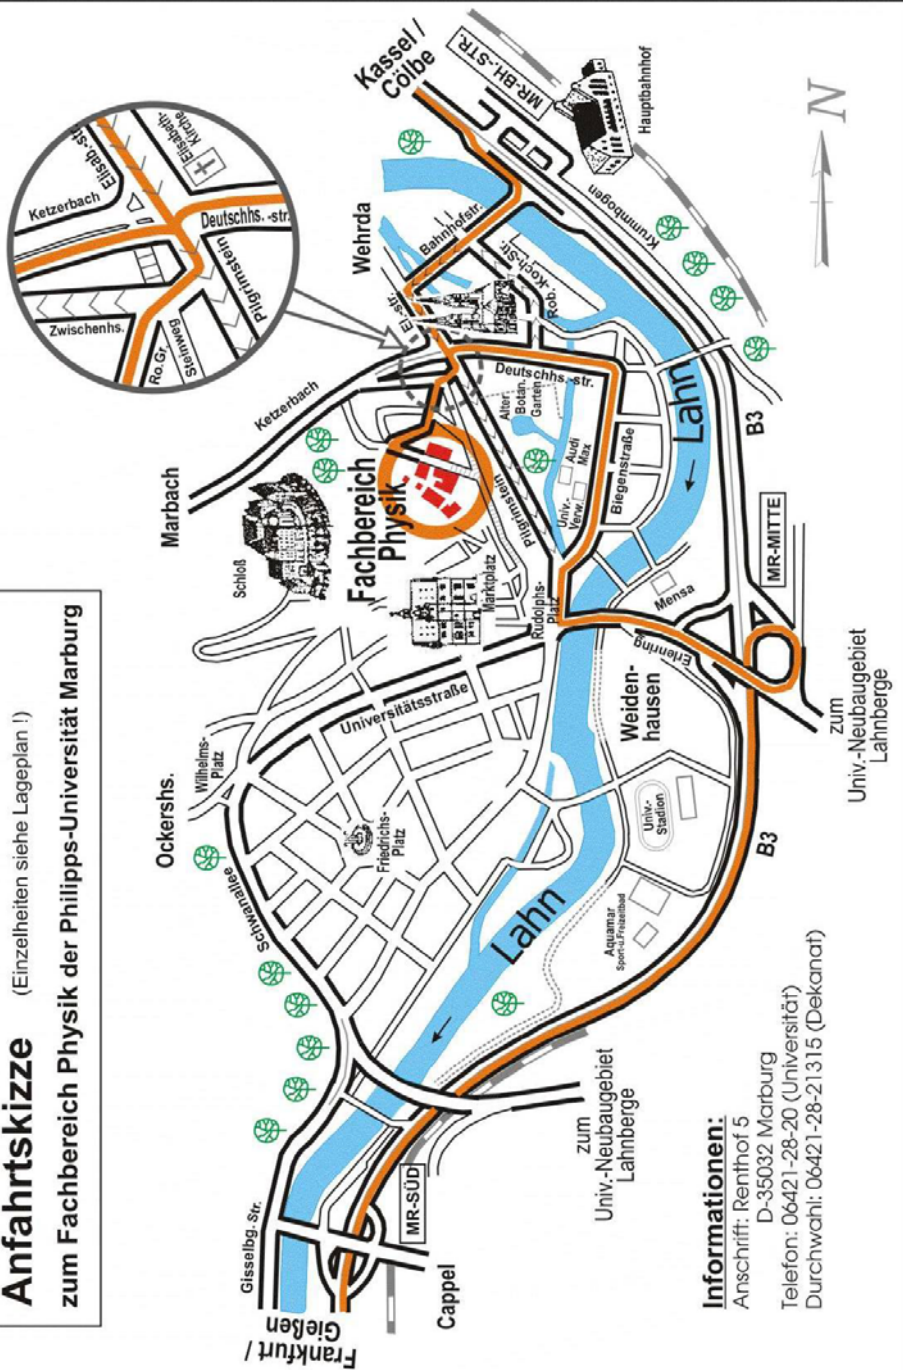 Anfahrtskizze (Einzelheiten siehe Lageplan !)
zum Fachbereich Physik der Philipps-Universität Marburg
Ketzerbach
Elisab.-str.
Elisabeth-
Kirche
Deutschhs. -str.
Zwischenhs.
Ro.Gr.
Steinweg
Pilgrimstein
Kassel /
Cölbe
MR.-BH.-STR.
Hauptbahnhof
N
Wehrda
Bahnhofstr.
Krummbogen
Rob.-Koch-Str.
El.-str.
Ketzerbach
Marbach
Deutschhs.-str.
Alter
Botan.
Garten
Audi
Max
Univ.-
Verw.
Biegenstraße
Pilgrimstein
Lahn
B3
Schloß
Fachbereich
Physik
Marktplatz
Rudolphs-
Platz
Mensa
MR-MITTE
Erlenring
Weiden-
hausen
zum
Univ.-Neubaugebiet
Lahnberge
Universitätsstraße
Wilhelms-
Platz
Ockershs.
Friedrichs-
Platz
Schwanallee
Univ.-
Stadion
B3
Aquamar
Sport-u.Freizeitbad
Lahn
zum
Univ.-Neubaugebiet
Lahnberge
MR-SÜD
Gisselbg. Str.
Cappel
Frankfurt /
Gießen
Informationen:
Anschrift: Renthof 5
D-35032 Marburg
Telefon: 06421-28-20 (Universität)
Durchwahl: 06421-28-21315 (Dekanat)